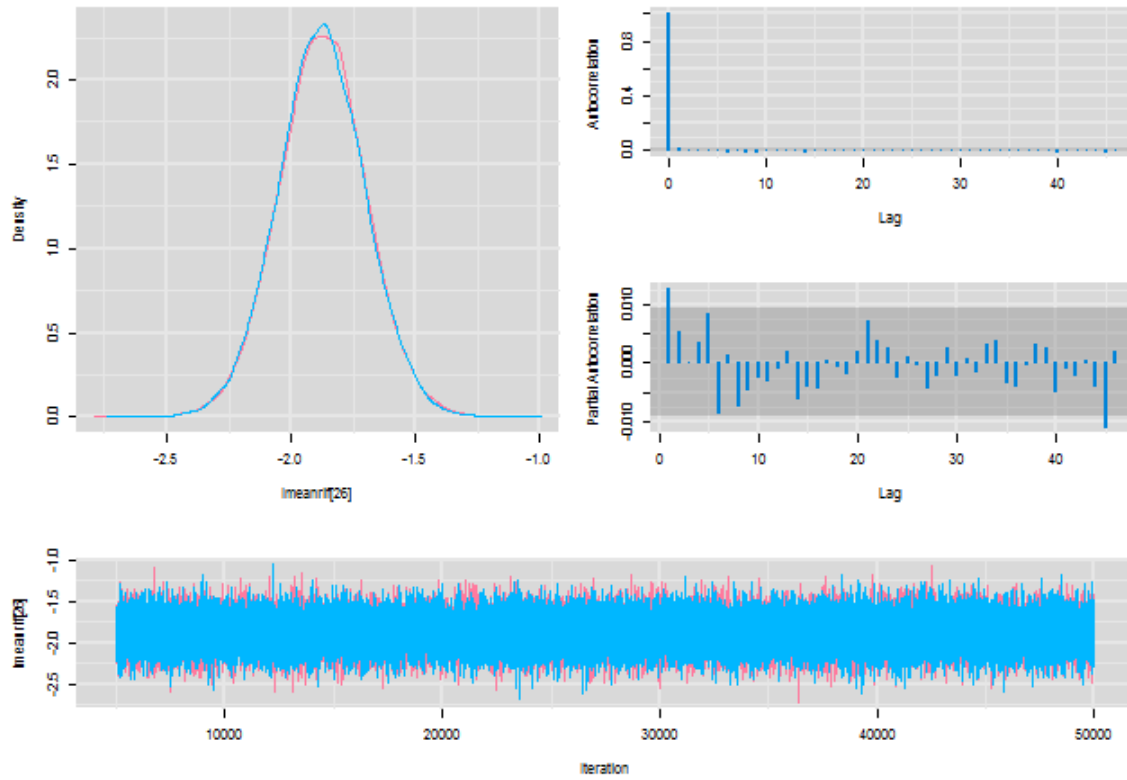 Density
0.0 0.5 1.0 1.5 2.0
-2.5 -2.0 -1.5 -1.0
lmeanrif[26]
Autocorrelation
0.0 0.4 0.8
0 10 20 30 40
Lag
Partial Autocorrelation
-0.010 0.000 0.010
0 10 20 30 40
Lag
lmeanrif[26]
-2.5 -2.0 -1.5 -1.0
10000 20000 30000 40000 50000
Iteration